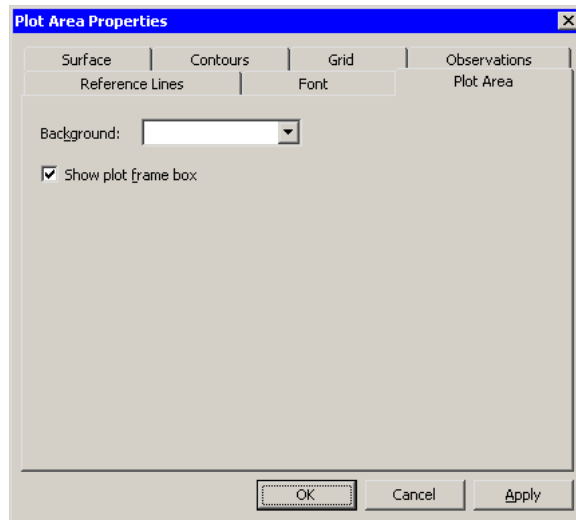 Plot Area Properties
Surface Contours Grid Observations
Reference Lines Font Plot Area
Background:
Show plot frame box
OK Cancel Apply